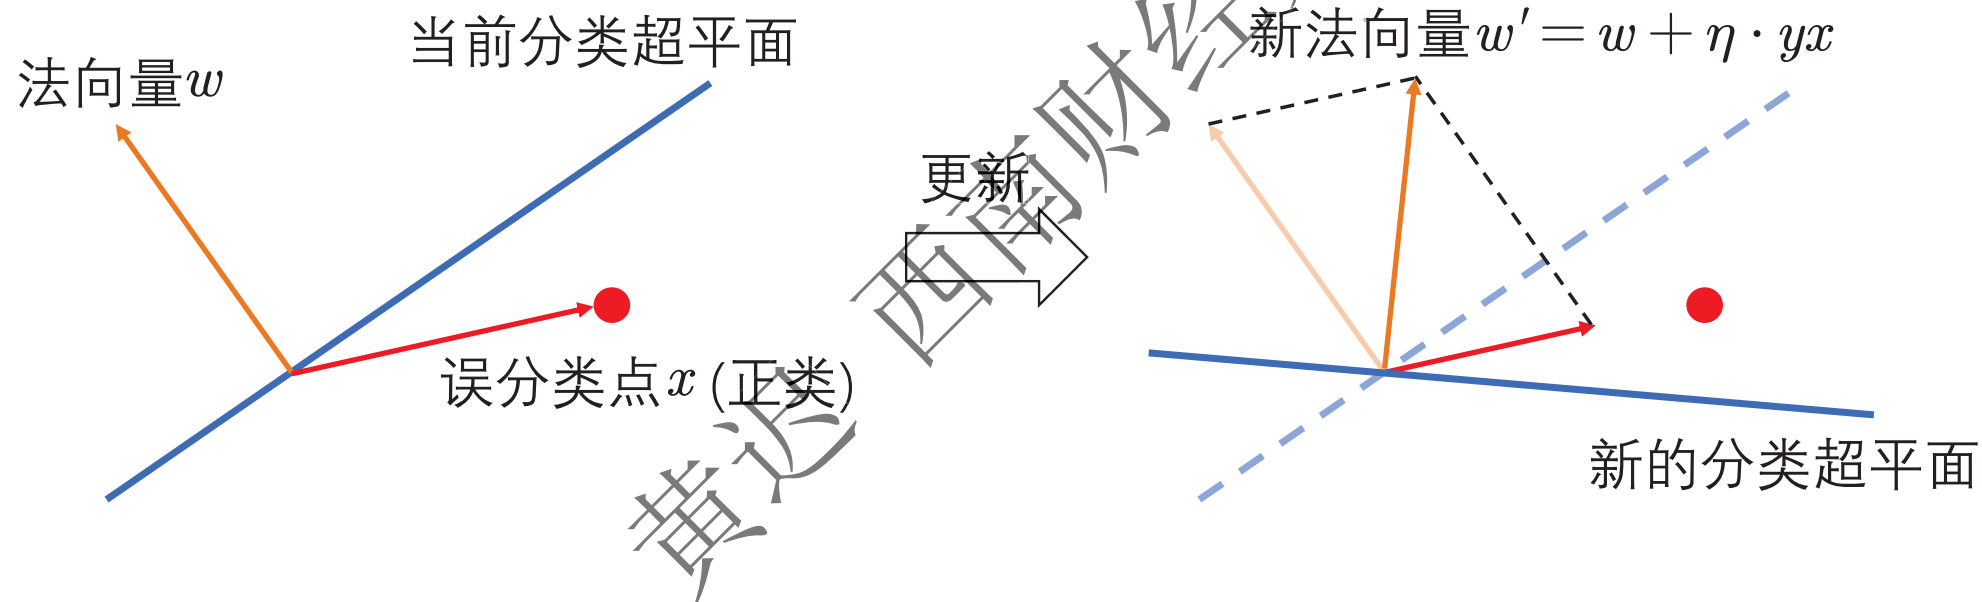 当前分类超平面
法向量w
误分类点x (正类)
更新
新法向量w′ = w + η · yx
新的分类超平面
黄达 西南财经